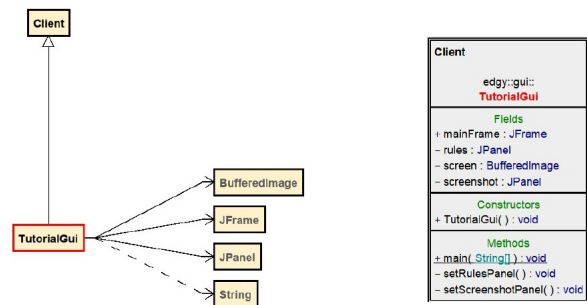 Client
BufferedImage
JFrame
TutorialGui
JPanel
String
Client
edgy::gui::
TutorialGui
Fields
+ mainFrame : JFrame
− rules : JPanel
− screen : BufferedImage
− screenshot : JPanel
Constructors
+ TutorialGui( ) : void
Methods
+ main( String[] ) : void
− setRulesPanel( ) : void
− setScreenshotPanel( ) : void